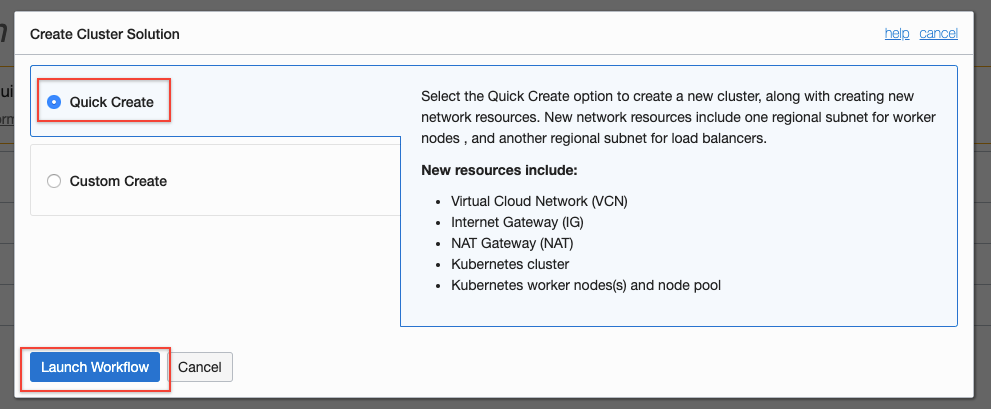 Create Cluster Solution
help cancel
Quick Create
Select the Quick Create option to create a new cluster, along with creating new
network resources. New network resources include one regional subnet for worker
nodes , and another regional subnet for load balancers.
Custom Create
New resources include:
• Virtual Cloud Network (VCN)
• Internet Gateway (IG)
• NAT Gateway (NAT)
• Kubernetes cluster
• Kubernetes worker nodes(s) and node pool
Launch Workflow Cancel